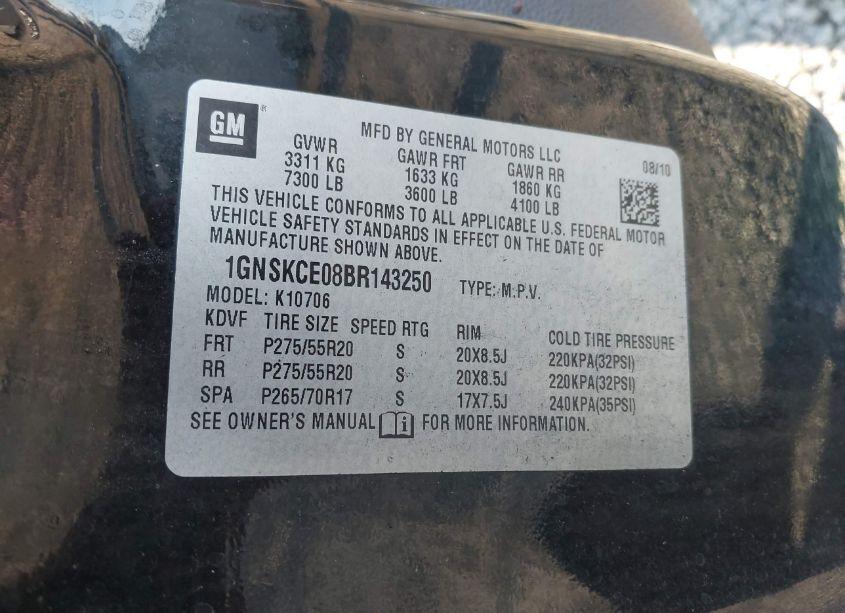 GM ®
MFD BY GENERAL MOTORS LLC 08/10
GVWR GAWR FRT GAWR RR
3311 KG 1633 KG 1860 KG
7300 LB 3600 LB 4100 LB
THIS VEHICLE CONFORMS TO ALL APPLICABLE U.S. FEDERAL MOTOR
VEHICLE SAFETY STANDARDS IN EFFECT ON THE DATE OF
MANUFACTURE SHOWN ABOVE.
1GNSKCE08BR143250 TYPE: M.P.V.
MODEL: K10706
KDVF TIRE SIZE SPEED RTG RIM COLD TIRE PRESSURE
FRT P275/55R20 S 20X8.5J 220KPA(32PSI)
RR P275/55R20 S 20X8.5J 220KPA(32PSI)
SPA P265/70R17 S 17X7.5J 240KPA(35PSI)
SEE OWNER'S MANUAL FOR MORE INFORMATION.
G